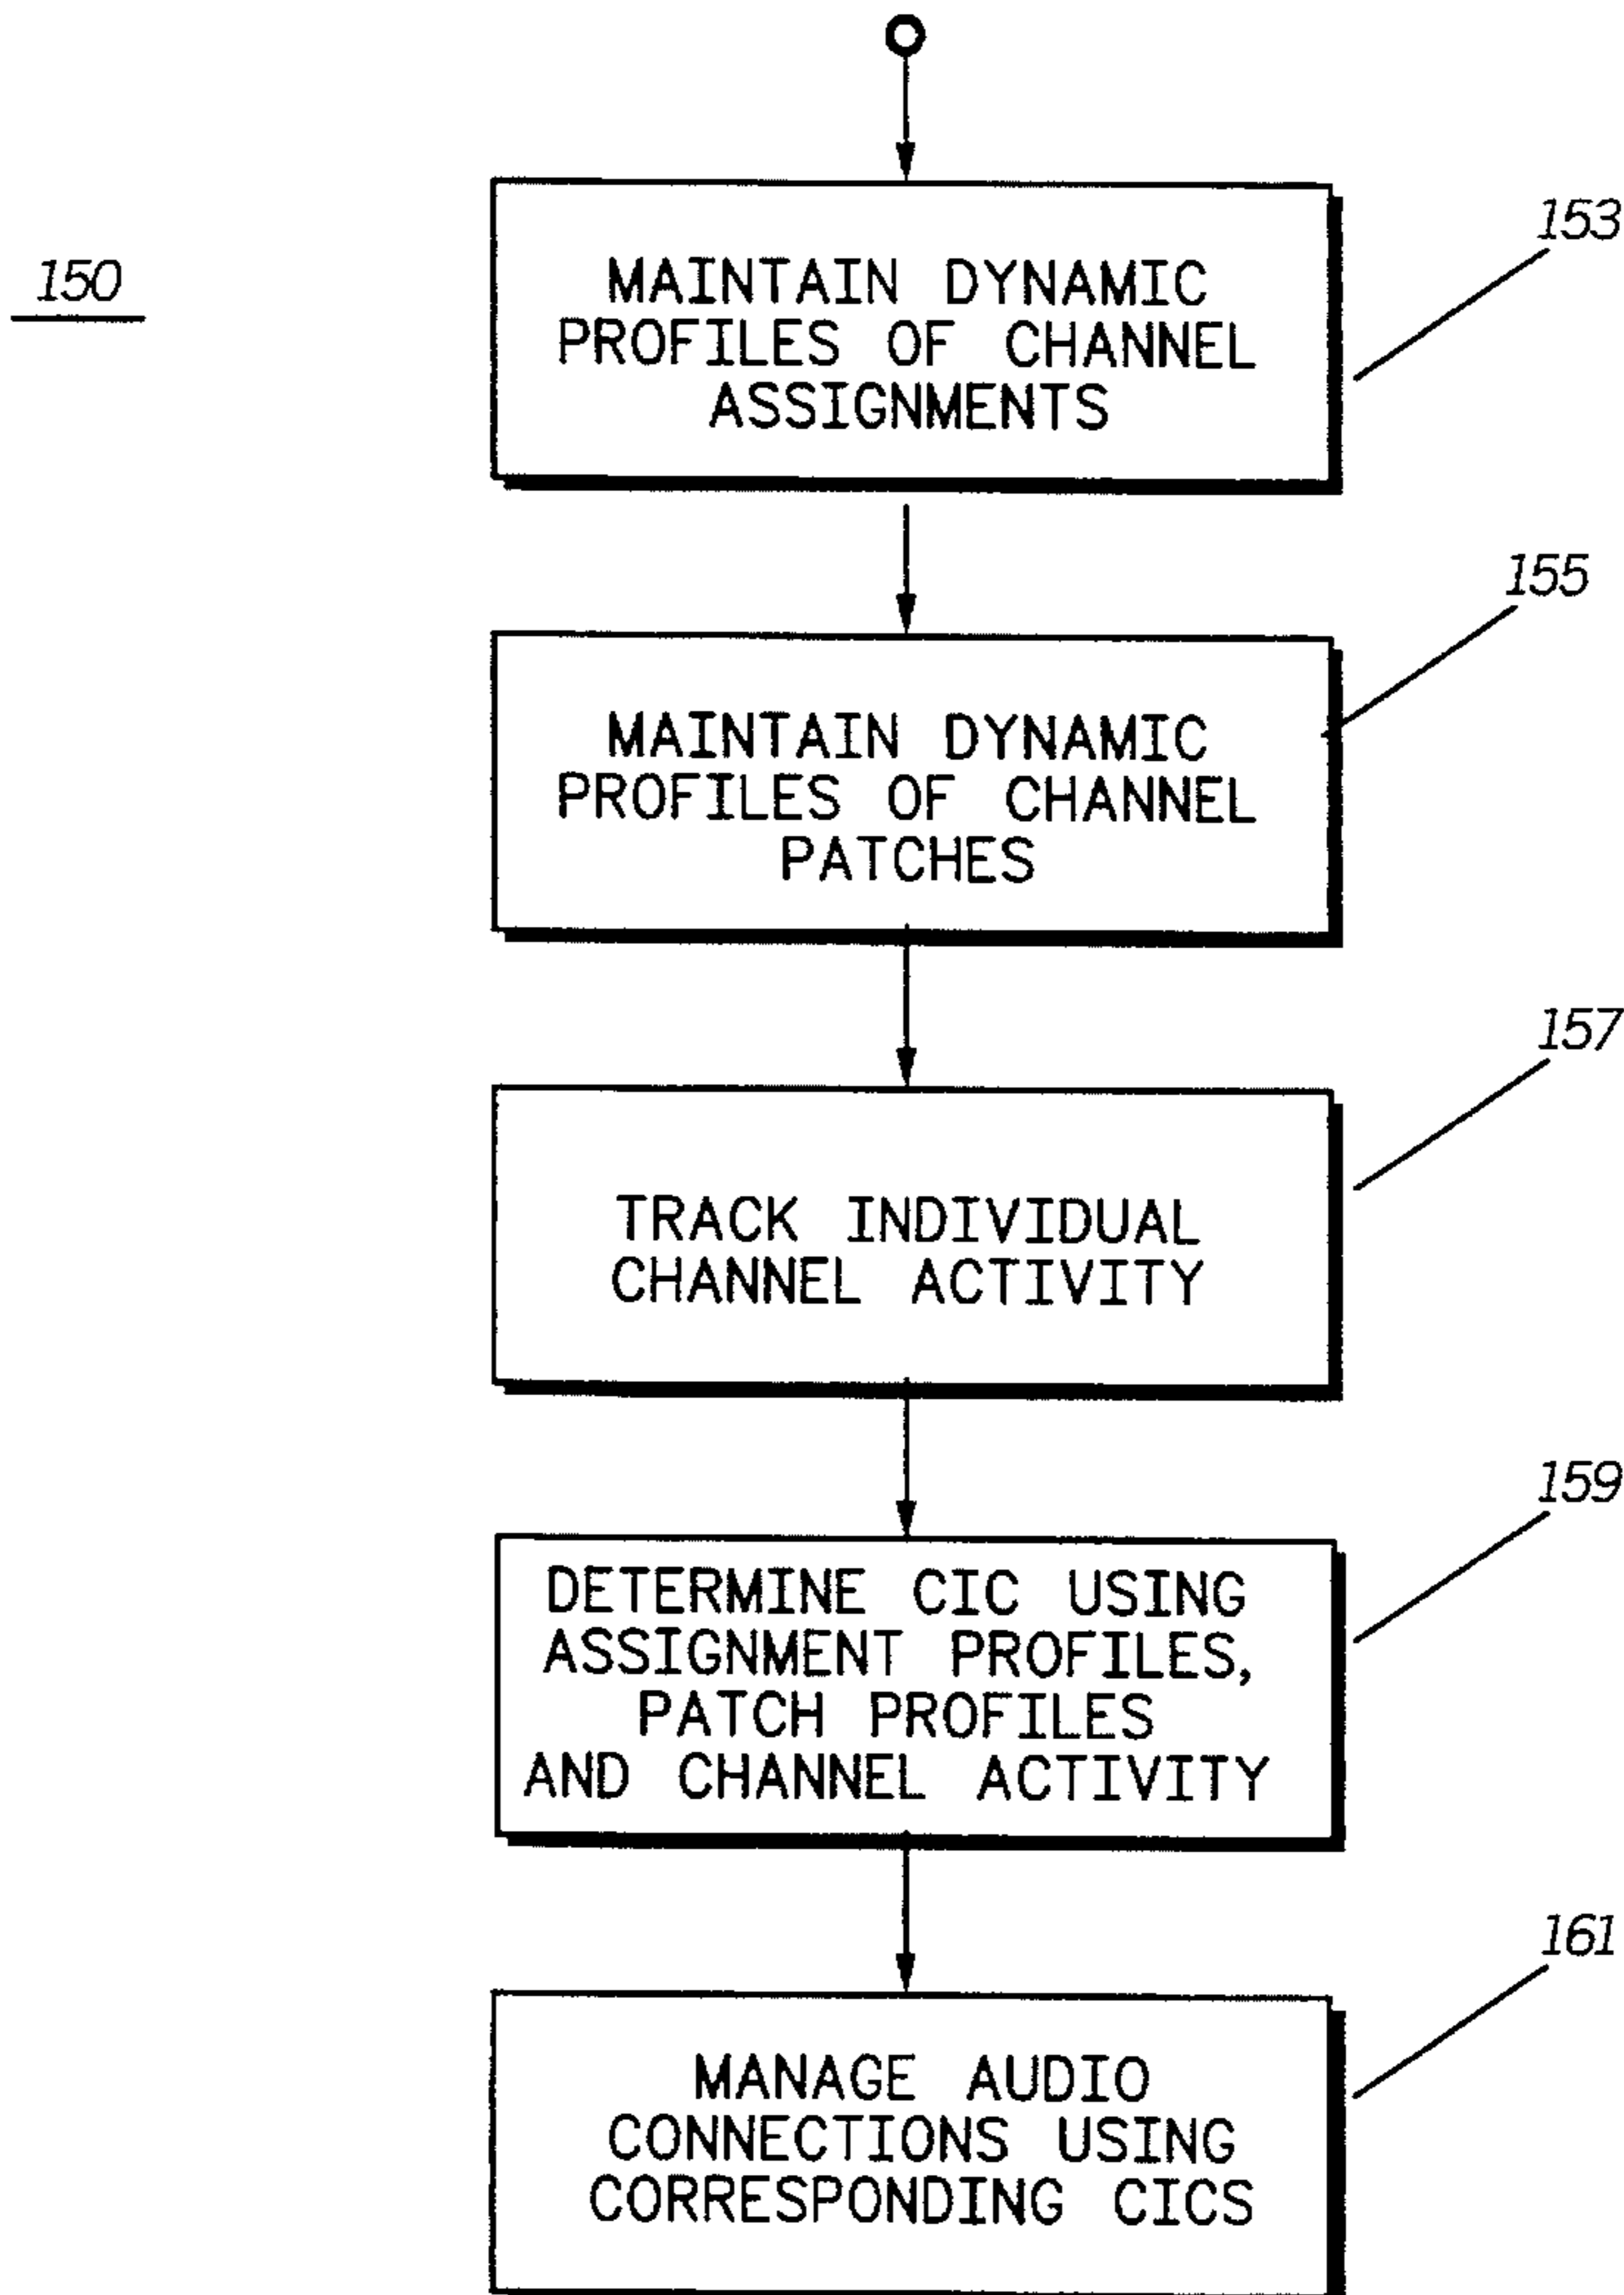 150
153
MAINTAIN DYNAMIC
PROFILES OF CHANNEL
ASSIGNMENTS
155
MAINTAIN DYNAMIC
PROFILES OF CHANNEL
PATCHES
157
TRACK INDIVIDUAL
CHANNEL ACTIVITY
159
DETERMINE CIC USING
ASSIGNMENT PROFILES,
PATCH PROFILES
AND CHANNEL ACTIVITY
161
MANAGE AUDIO
CONNECTIONS USING
CORRESPONDING CICS